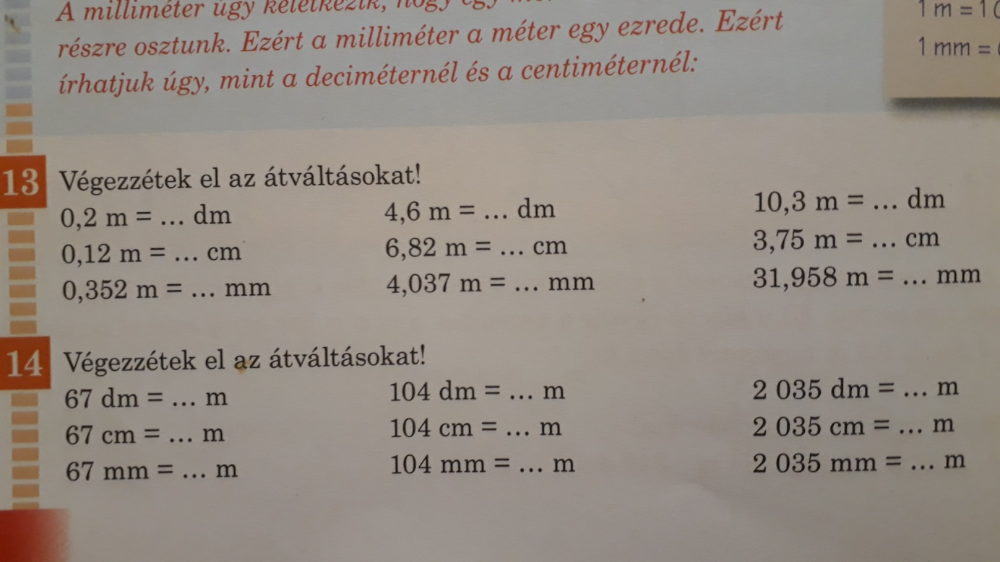 A milliméter úgy keletkezik, hogy egy
részre osztunk. Ezért a milliméter a méter egy ezrede. Ezért
írhatjuk úgy, mint a deciméternél és a centiméternél:
1 m = 1
1 mm =
13 Végezzétek el az átváltásokat!
0,2 m = ... dm 4,6 m = ... dm 10,3 m = ... dm
0,12 m = ... cm 6,82 m = ... cm 3,75 m = ... cm
0,352 m = ... mm 4,037 m = ... mm 31,958 m = ... mm
14 Végezzétek el az átváltásokat!
67 dm = ... m 104 dm = ... m 2 035 dm = ... m
67 cm = ... m 104 cm = ... m 2 035 cm = ... m
67 mm = ... m 104 mm = ... m 2 035 mm = ... m